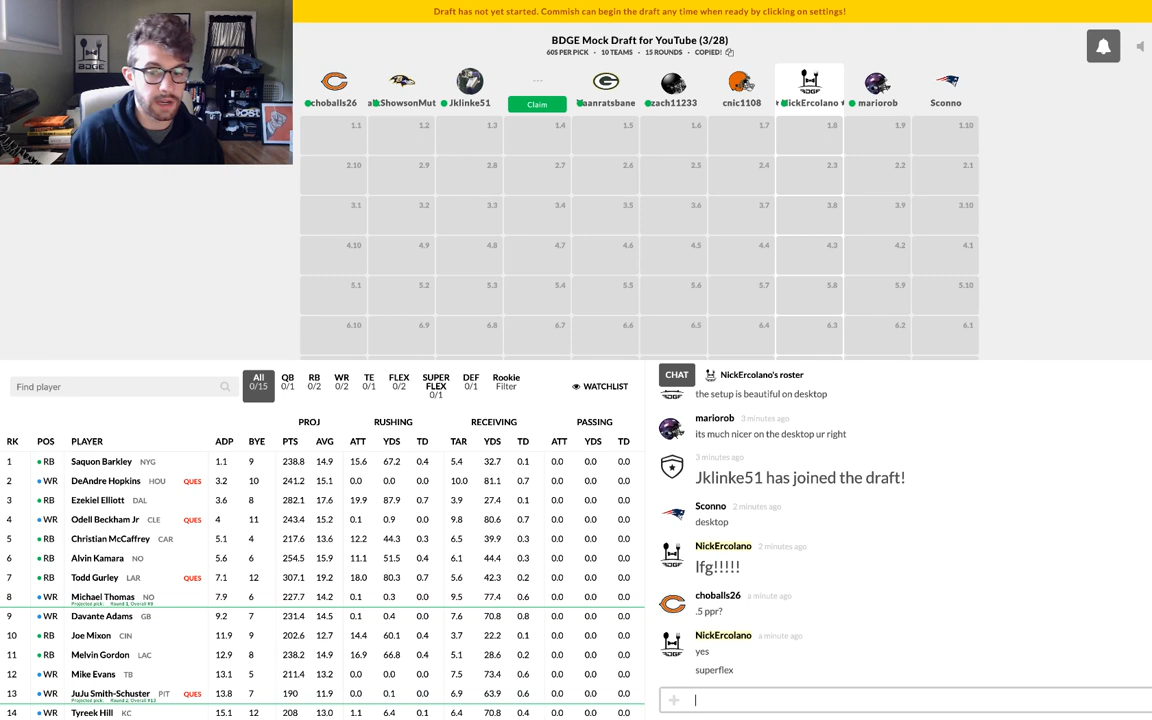 Draft has not yet started. Commish can begin the draft any time when ready by clicking on settings!
BDGE Mock Draft for YouTube (3/28)
60S PER PICK · 10 TEAMS · 15 ROUNDS · COPIED!
BDGE
choballs26 ShowsonMut Jklinke51 --- Claim aanratsbane zach11233 cnic1108 NickErcolano mariorob Sconno
1.1 1.2 1.3 1.4 1.5 1.6 1.7 1.8 1.9 1.10
2.10 2.9 2.8 2.7 2.6 2.5 2.4 2.3 2.2 2.1
3.1 3.2 3.3 3.4 3.5 3.6 3.7 3.8 3.9 3.10
4.10 4.9 4.8 4.7 4.6 4.5 4.4 4.3 4.2 4.1
5.1 5.2 5.3 5.4 5.5 5.6 5.7 5.8 5.9 5.10
6.10 6.9 6.8 6.7 6.6 6.5 6.4 6.3 6.2 6.1
Find player
All 0/15 QB 0/1 RB 0/2 WR 0/2 TE 0/1 FLEX 0/2 SUPER FLEX 0/1 DEF 0/1 Rookie Filter WATCHLIST
PROJ RUSHING RECEIVING PASSING
RK POS PLAYER ADP BYE PTS AVG ATT YDS TD TAR YDS TD ATT YDS TD
1 RB Saquon Barkley NYG 1.1 9 238.8 14.9 15.6 67.2 0.4 5.4 32.7 0.1 0.0 0.0 0.0
2 WR DeAndre Hopkins HOU QUES 3.2 10 241.2 15.1 0.0 0.0 0.0 10.0 81.1 0.7 0.0 0.0 0.0
3 RB Ezekiel Elliott DAL 3.6 8 282.1 17.6 19.9 87.9 0.7 3.9 27.4 0.1 0.0 0.0 0.0
4 WR Odell Beckham Jr CLE QUES 4 11 243.4 15.2 0.1 0.9 0.0 9.8 80.6 0.7 0.0 0.0 0.0
5 RB Christian McCaffrey CAR 5.1 4 217.6 13.6 12.2 44.3 0.3 6.5 39.9 0.3 0.0 0.0 0.0
6 RB Alvin Kamara NO 5.6 6 254.5 15.9 11.1 51.5 0.4 6.1 44.4 0.3 0.0 0.0 0.0
7 RB Todd Gurley LAR QUES 7.1 12 307.1 19.2 18.0 80.3 0.7 5.6 42.3 0.2 0.0 0.0 0.0
8 WR Michael Thomas NO 7.9 6 227.7 14.2 0.1 0.3 0.0 9.5 77.4 0.6 0.0 0.0 0.0
Projected pick: Round 1, Overall #8
9 WR Davante Adams GB 9.2 7 231.4 14.5 0.1 0.4 0.0 7.6 70.8 0.8 0.0 0.0 0.0
10 RB Joe Mixon CIN 11.9 9 202.6 12.7 14.4 60.1 0.4 3.7 22.2 0.1 0.0 0.0 0.0
11 RB Melvin Gordon LAC 12.9 8 238.2 14.9 16.9 66.8 0.4 5.1 28.6 0.2 0.0 0.0 0.0
12 WR Mike Evans TB 13.1 5 211.4 13.2 0.0 0.0 0.0 7.5 73.4 0.6 0.0 0.0 0.0
13 WR JuJu Smith-Schuster PIT QUES 13.8 7 190 11.9 0.0 0.1 0.0 6.9 63.9 0.6 0.0 0.0 0.0
Projected pick: Round 2, Overall #13
14 WR Tyreek Hill KC 15.1 12 208 13.0 1.1 6.4 0.1 6.4 70.8 0.4 0.0 0.0 0.0
CHAT NickErcolano's roster
the setup is beautiful on desktop
mariorob 3 minutes ago
its much nicer on the desktop ur right
3 minutes ago
Jklinke51 has joined the draft!
Sconno 2 minutes ago
desktop
NickErcolano 2 minutes ago
lfg!!!!!
choballs26 a minute ago
.5 ppr?
NickErcolano a minute ago
yes
superflex